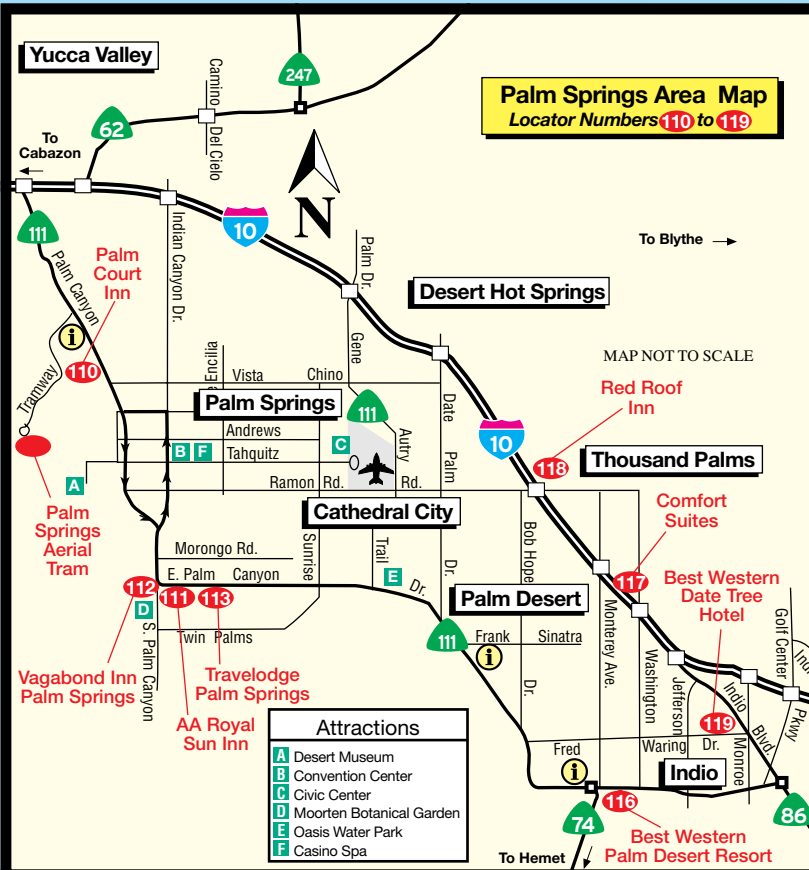 Yucca Valley
Camino Del Cielo
247
62
Palm Springs Area Map
Locator Numbers 110 to 119
To
Cabazon
N
111
Indian Canyon Dr.
10
Palm Dr.
To Blythe
Palm
Court
Inn
Palm Canyon
Desert Hot Springs
i
110
Tramway
Encilia
Vista Chino
Gene
Autry
MAP NOT TO SCALE
Red Roof
Inn
Palm Springs
111
Date
Palm
Dr.
10
Andrews
B F
Tahquitz
C
118
Thousand Palms
A
Ramon Rd.
Rd.
Palm
Springs
Aerial
Tram
Cathedral City
Comfort
Suites
Morongo Rd.
Sunrise
Trail
Bob Hope
Dr.
E. Palm Canyon
E
Dr.
117
Best Western
Date Tree
Hotel
112
111
113
D
Palm Desert
Monterey Ave.
Washington
Golf Center
Pkwy
Twin Palms
S. Palm Canyon
111
Frank Sinatra
i
Vagabond Inn
Palm Springs
Travelodge
Palm Springs
Jefferson
Indio
Blvd.
AA Royal
Sun Inn
119
Attractions
A Desert Museum
B Convention Center
C Civic Center
D Moorten Botanical Garden
E Oasis Water Park
F Casino Spa
Fred Waring Dr.
Monroe
i
Indio
116
74
86
To Hemet
Best Western
Palm Desert Resort